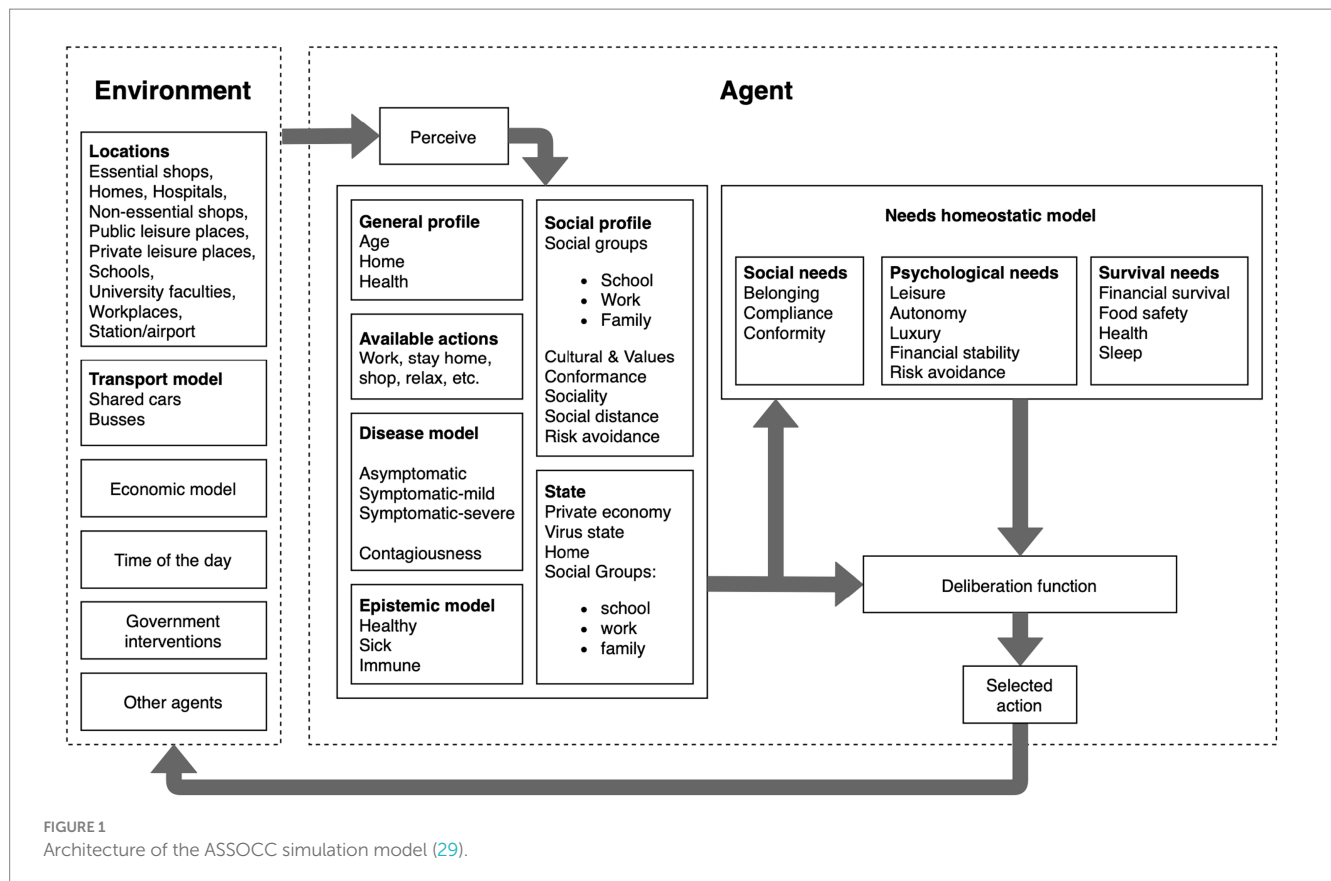 Environment
Locations
Essential shops,
Homes, Hospitals,
Non-essential shops,
Public leisure places,
Private leisure places,
Schools,
University faculties,
Workplaces,
Station/airport
Transport model
Shared cars
Busses
Economic model
Time of the day
Government
interventions
Other agents
Agent
Perceive
General profile
Age
Home
Health
Available actions
Work, stay home,
shop, relax, etc.
Disease model
Asymptomatic
Symptomatic-mild
Symptomatic-severe
Contagiousness
Epistemic model
Healthy
Sick
Immune
Social profile
Social groups
• School
• Work
• Family
Cultural & Values
Conformance
Sociality
Social distance
Risk avoidance
State
Private economy
Virus state
Home
Social Groups:
• school
• work
• family
Needs homeostatic model
Social needs
Belonging
Compliance
Conformity
Psychological needs
Leisure
Autonomy
Luxury
Financial stability
Risk avoidance
Survival needs
Financial survival
Food safety
Health
Sleep
Deliberation function
Selected
action
FIGURE 1
Architecture of the ASSOCC simulation model (29).